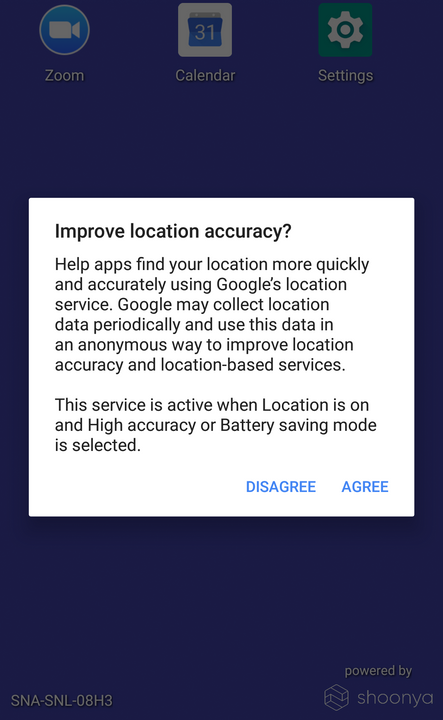 31
Zoom
Calendar
Settings
Improve location accuracy?
Help apps find your location more quickly
and accurately using Google's location
service. Google may collect location
data periodically and use this data in
an anonymous way to improve location
accuracy and location-based services.
This service is active when Location is on
and High accuracy or Battery saving mode
is selected.
DISAGREE
AGREE
powered by
shoonya
SNA-SNL-08H3